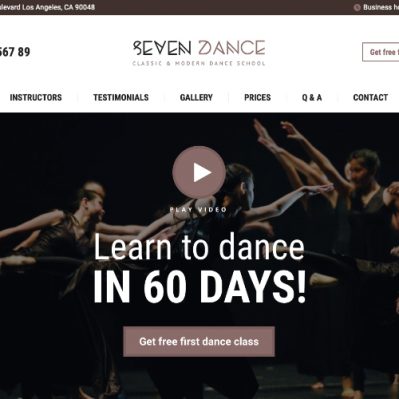 Los Angeles, CA 90048
Business
567 89
SEVEN DANCE
CLASSIC & MODERN DANCE SCHOOL
Get free
INSTRUCTORS
TESTIMONIALS
GALLERY
PRICES
Q & A
CONTACT
PLAY VIDEO
Learn to dance
IN 60 DAYS!
Get free first dance class